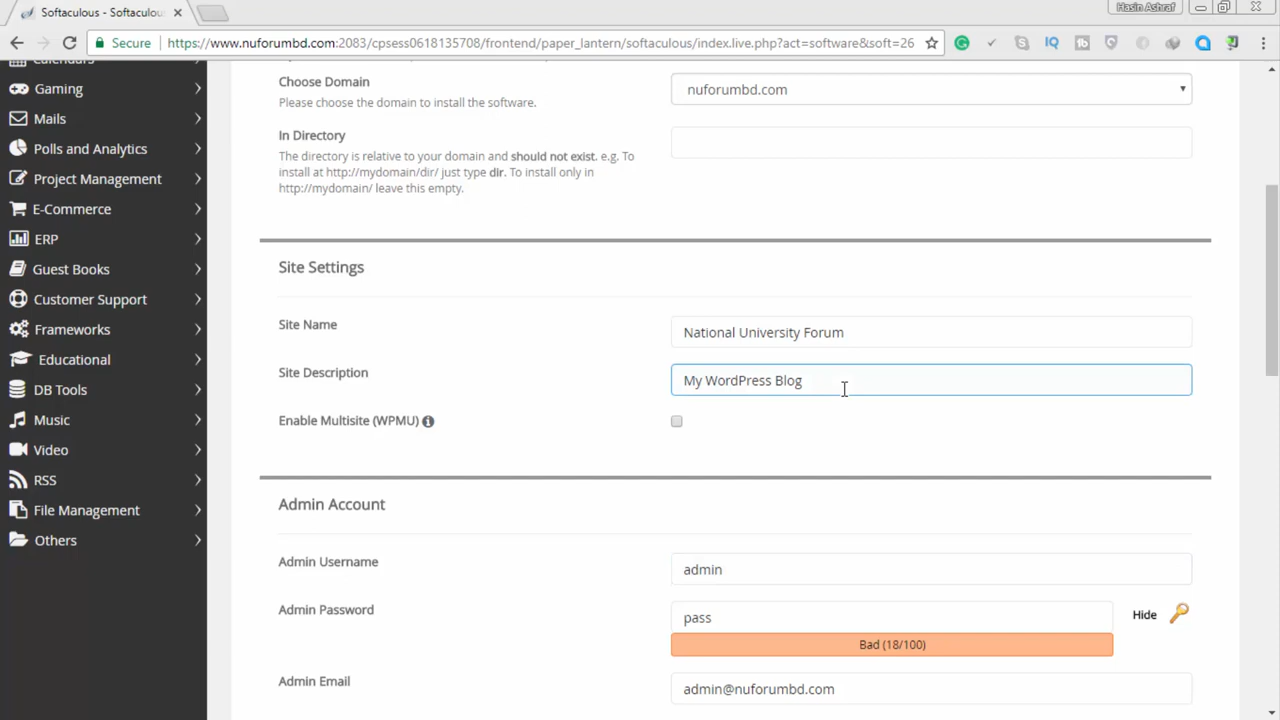 Softaculous - Softaculou
Hasin Ashraf
Secure
https://www.nuforumbd.com:2083/cpsess0618135708/frontend/paper_lantern/softaculous/index.live.php?act=software&soft=26
Calendars
Gaming
Mails
Polls and Analytics
Project Management
E-Commerce
ERP
Guest Books
Customer Support
Frameworks
Educational
DB Tools
Music
Video
RSS
File Management
Others
Choose Domain
Please choose the domain to install the software.
nuforumbd.com
In Directory
The directory is relative to your domain and should not exist. e.g. To
install at http://mydomain/dir/ just type dir. To install only in
http://mydomain/ leave this empty.
Site Settings
Site Name
National University Forum
Site Description
My WordPress Blog
Enable Multisite (WPMU)
Admin Account
Admin Username
admin
Admin Password
pass
Hide
Bad (18/100)
Admin Email
admin@nuforumbd.com